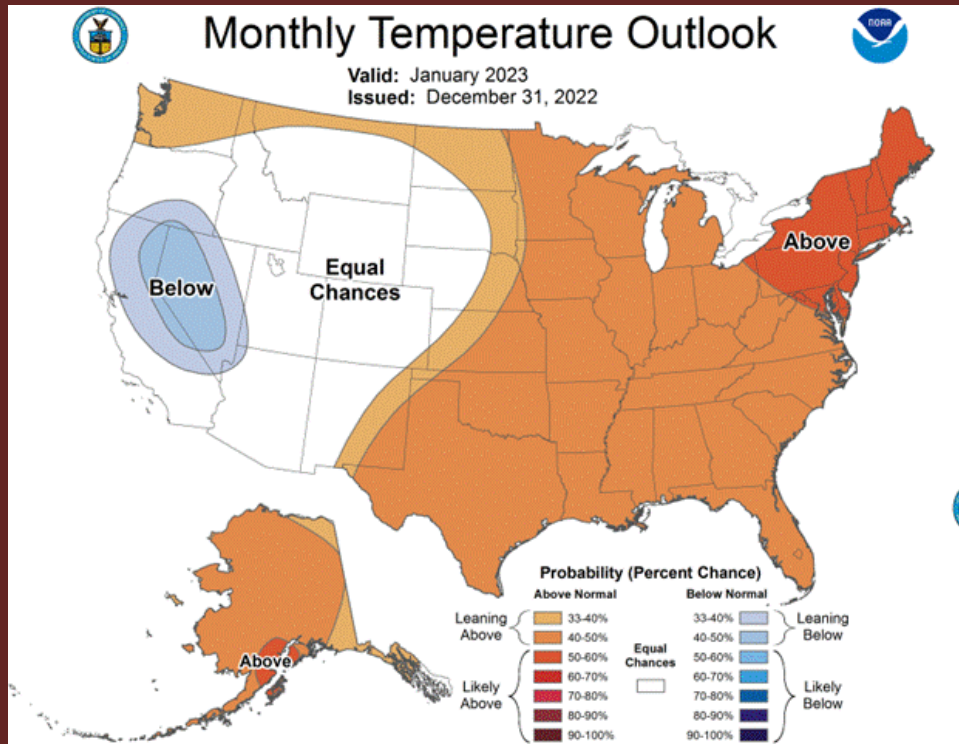 Monthly Temperature Outlook
NOAA
Valid: January 2023
Issued: December 31, 2022
Above
Equal
Chances
Below
Above
Probability (Percent Chance)
Above Normal
Below Normal
Leaning
Above
33-40%
40-50%
Likely
Above
50-60%
60-70%
70-80%
80-90%
90-100%
Equal
Chances
33-40%
40-50%
Leaning
Below
50-60%
60-70%
70-80%
80-90%
90-100%
Likely
Below